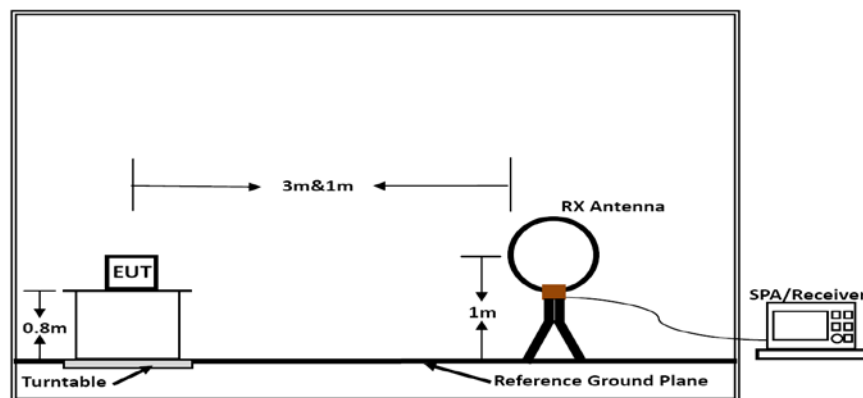 3m&1m
RX Antenna
EUT
SPA/Receiver
0.8m
1m
Turntable
Reference Ground Plane